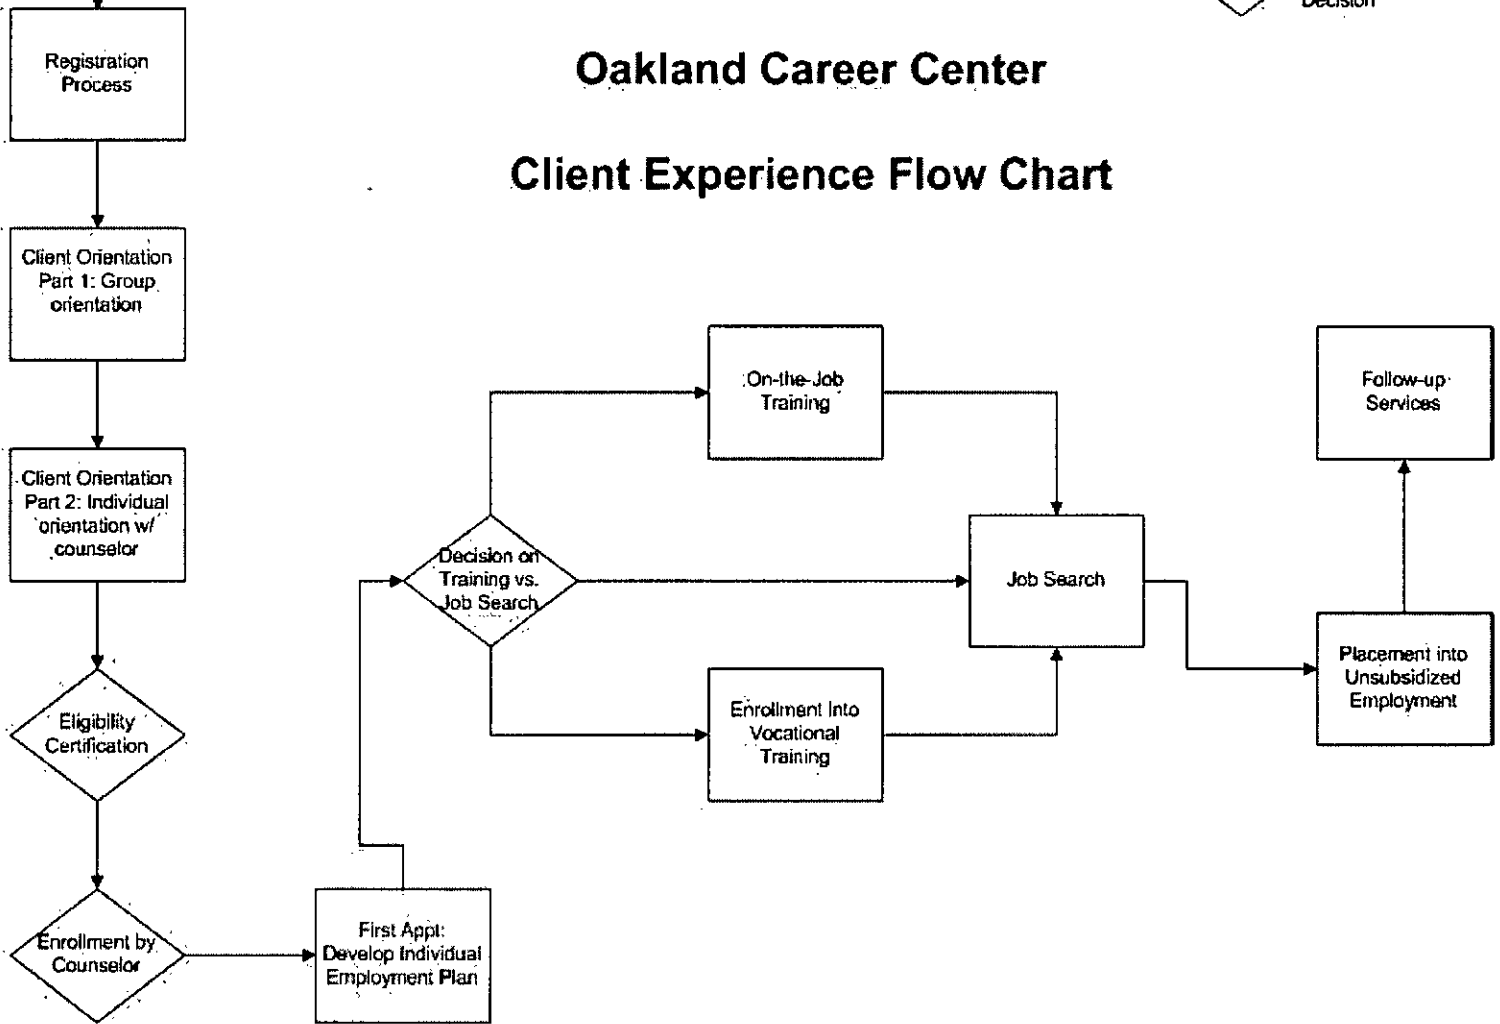 Decision
Oakland Career Center
Client Experience Flow Chart
Registration
Process
Client Orientation
Part 1: Group
orientation
Client Orientation
Part 2: Individual
orientation w/
counselor
Eligibility
Certification
Enrollment by
Counselor
First Appt:
Develop Individual
Employment Plan
Decision on
Training vs.
Job Search
On-the-Job
Training
Enrollment Into
Vocational
Training
Job Search
Placement into
Unsubsidized
Employment
Follow-up
Services